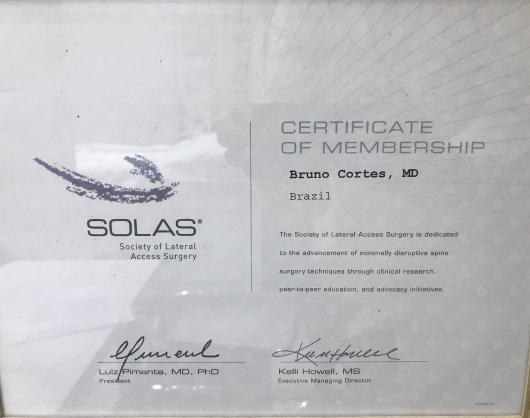 CERTIFICATE
OF MEMBERSHIP
Bruno Cortes, MD
Brazil
SOLAS®
Society of Lateral
Access Surgery
The Society of Lateral Access Surgery is dedicated
to the advancement of minimally disruptive spine
surgery techniques through clinical research,
peer-to-peer education, and advocacy initiatives.
Luiz Pimenta, MD, PhD
President
Kelli Howell, MS
Executive Managing Director